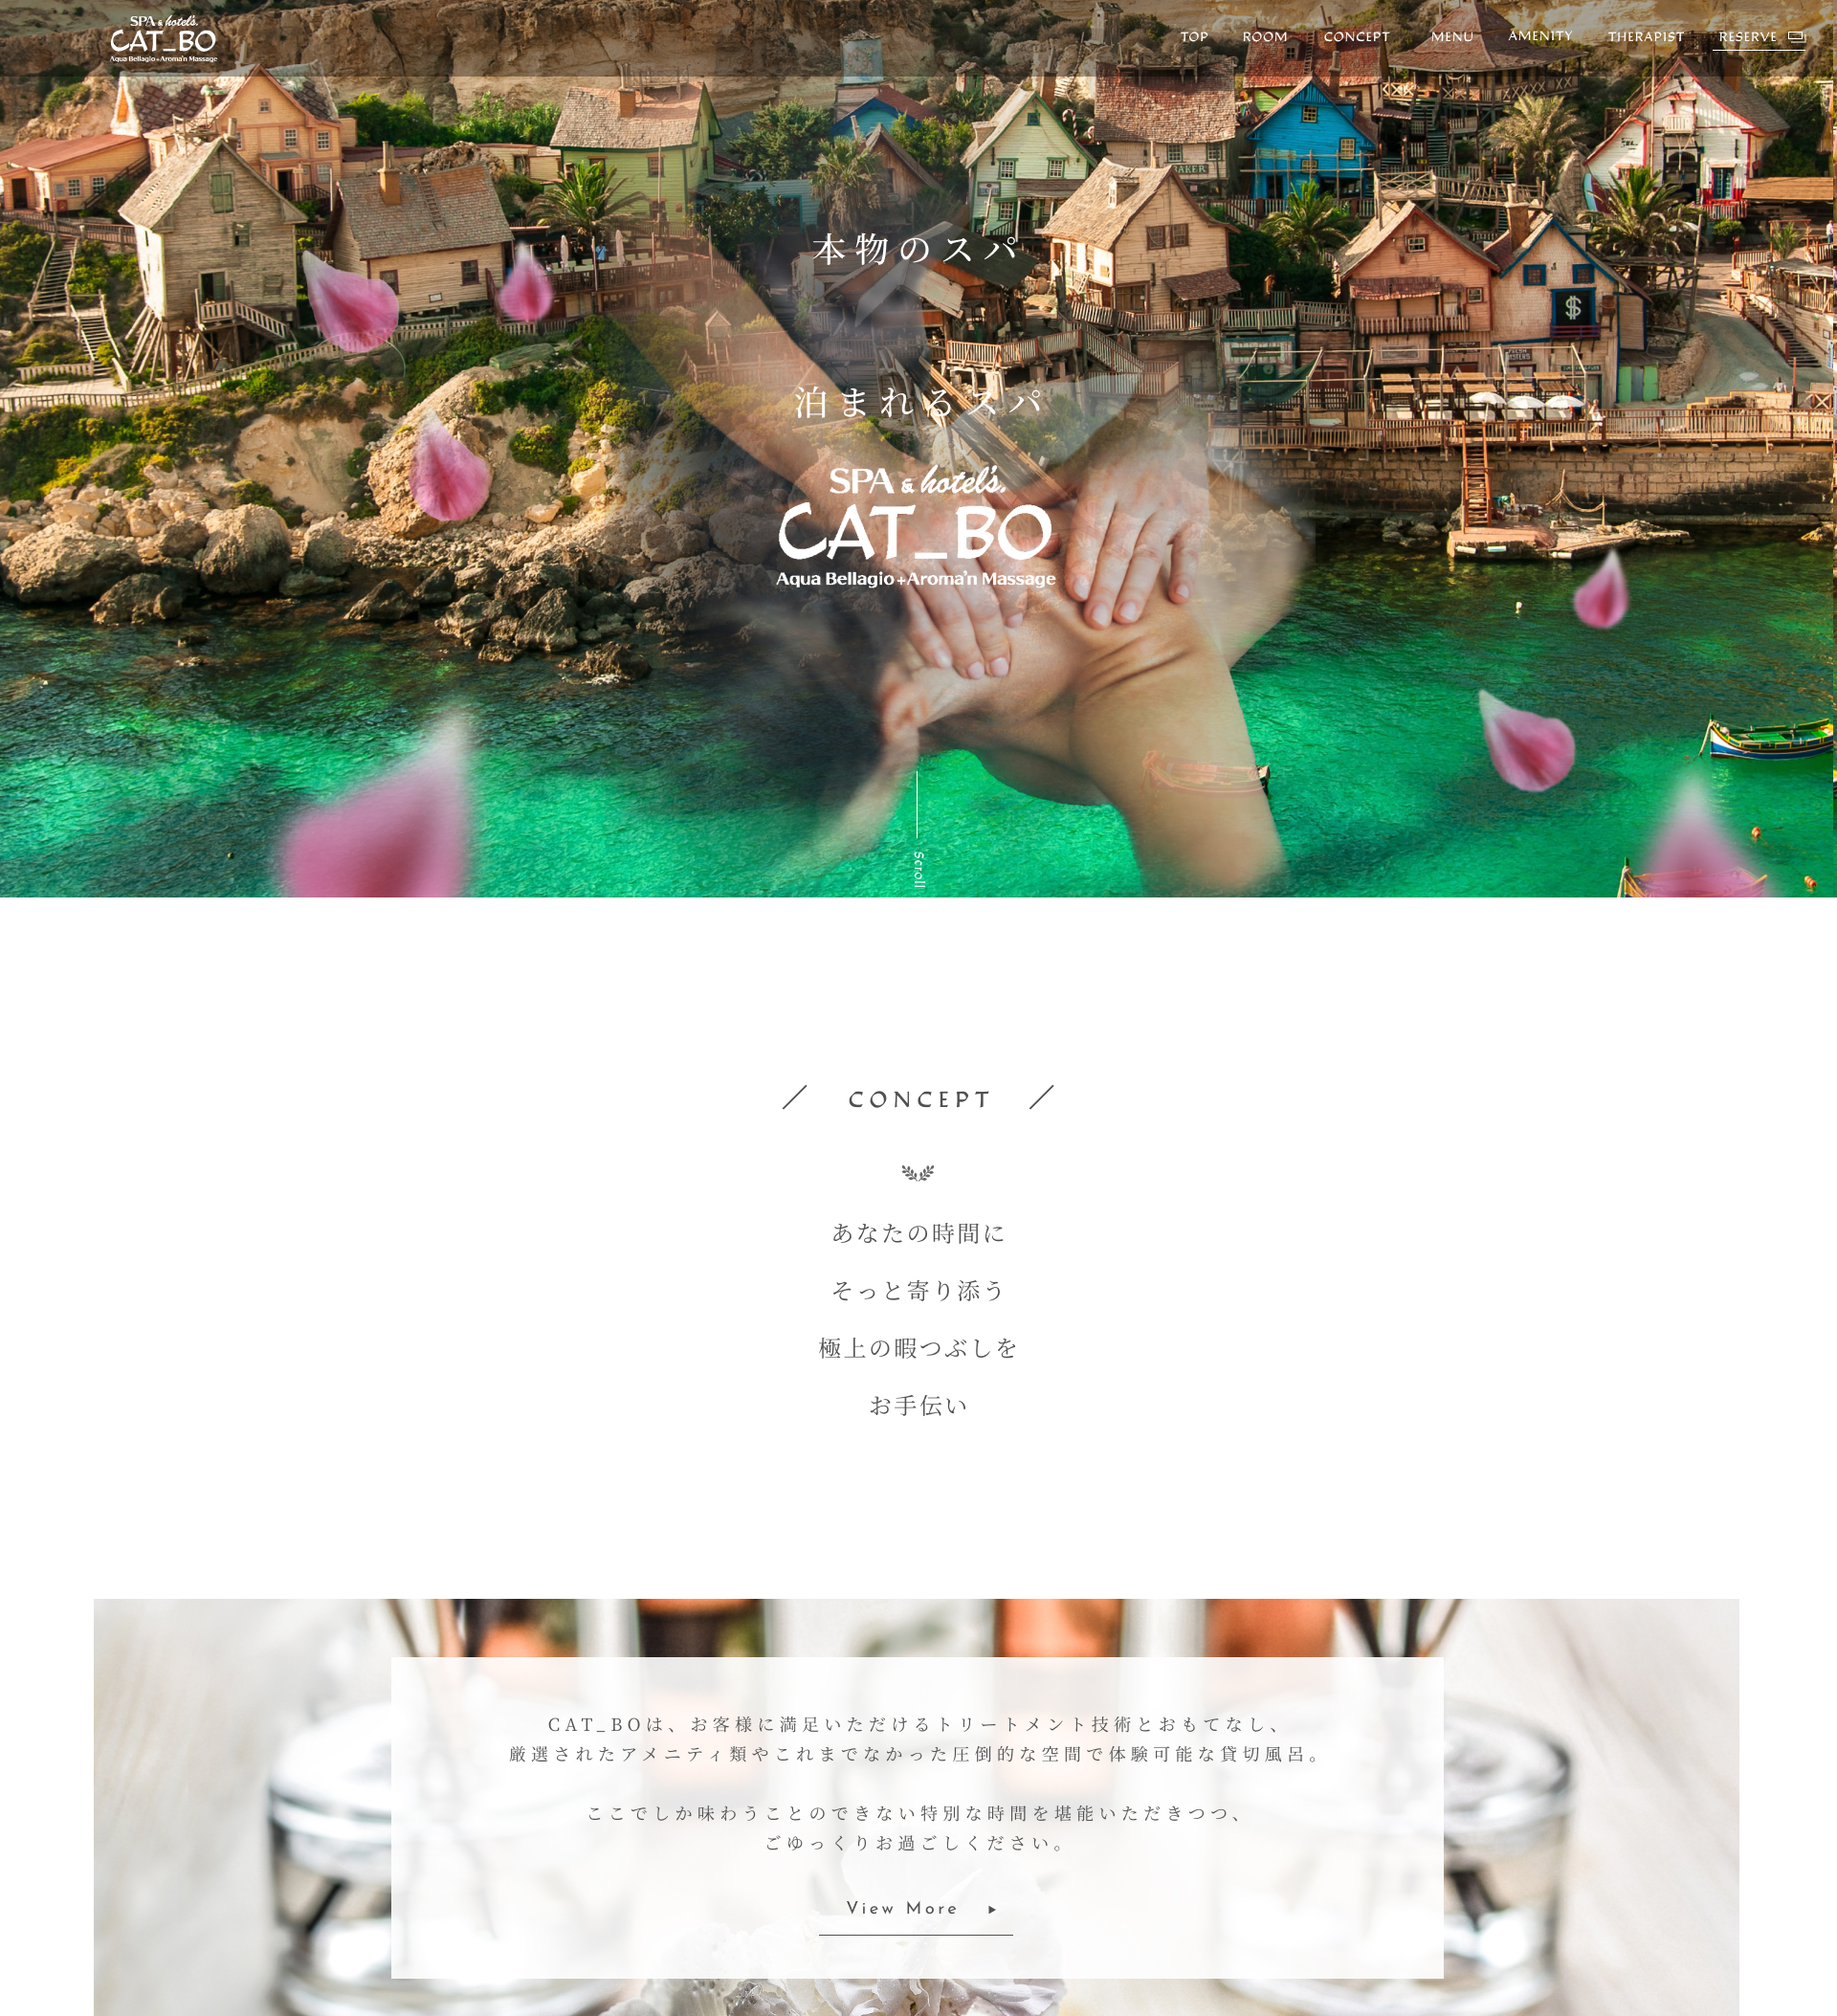 SPA & hotel's,
CAT_BO
Aqua Bellagio+Aroma'n Massage
TOP ROOM CONCEPT MENU AMENITY THERAPIST RESERVE
本物のスパ
泊まれるスパ
SPA & hotel's,
CAT_BO
Aqua Bellagio+Aroma'n Massage
Scroll
CONCEPT
あなたの時間に
そっと寄り添う
極上の暇つぶしを
お手伝い
CAT_BOは、お客様に満足いただけるトリートメント技術とおもてなし、
厳選されたアメニティ類やこれまでなかった圧倒的な空間で体験可能な貸切風呂。
ここでしか味わうことのできない特別な時間を堪能いただきつつ、
ごゆっくりお過ごしください。
View More